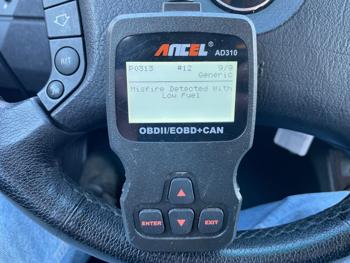 ANCEL
AD310
P0313 #12 9/9
Generic
Misfire Detected With
Low Fuel
OBDII/EOBD+CAN
ENTER EXIT